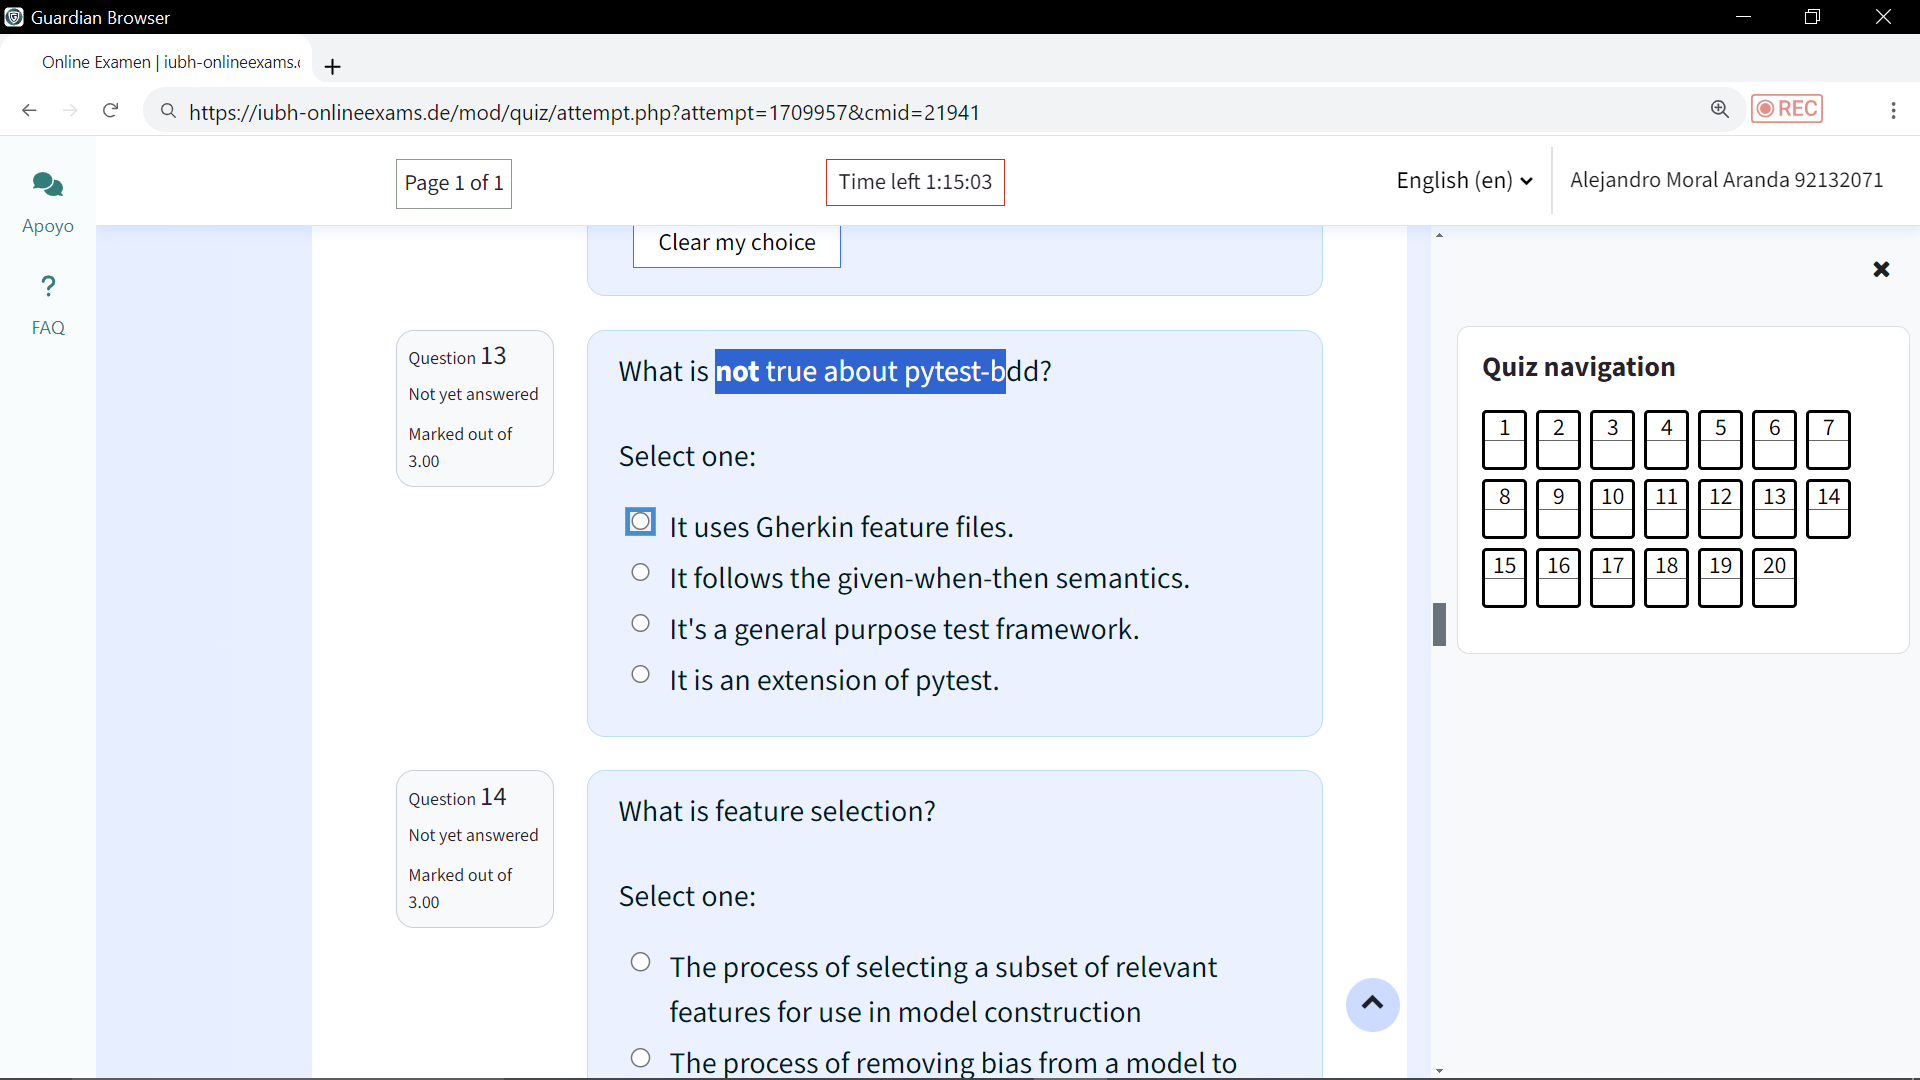 Guardian Browser
Online Examen | iubh-onlineexams.
https://iubh-onlineexams.de/mod/quiz/attempt.php?attempt=1709957&cmid=21941
REC
Page 1 of 1
Time left 1:15:03
English (en)
Alejandro Moral Aranda 92132071
Apoyo
?
FAQ
Clear my choice
Question 13
Not yet answered
Marked out of
3.00
What is not true about pytest-bdd?
Select one:
It uses Gherkin feature files.
It follows the given-when-then semantics.
It's a general purpose test framework.
It is an extension of pytest.
Question 14
Not yet answered
Marked out of
3.00
What is feature selection?
Select one:
The process of selecting a subset of relevant
features for use in model construction
The process of removing bias from a model to
Quiz navigation
1 2 3 4 5 6 7
8 9 10 11 12 13 14
15 16 17 18 19 20